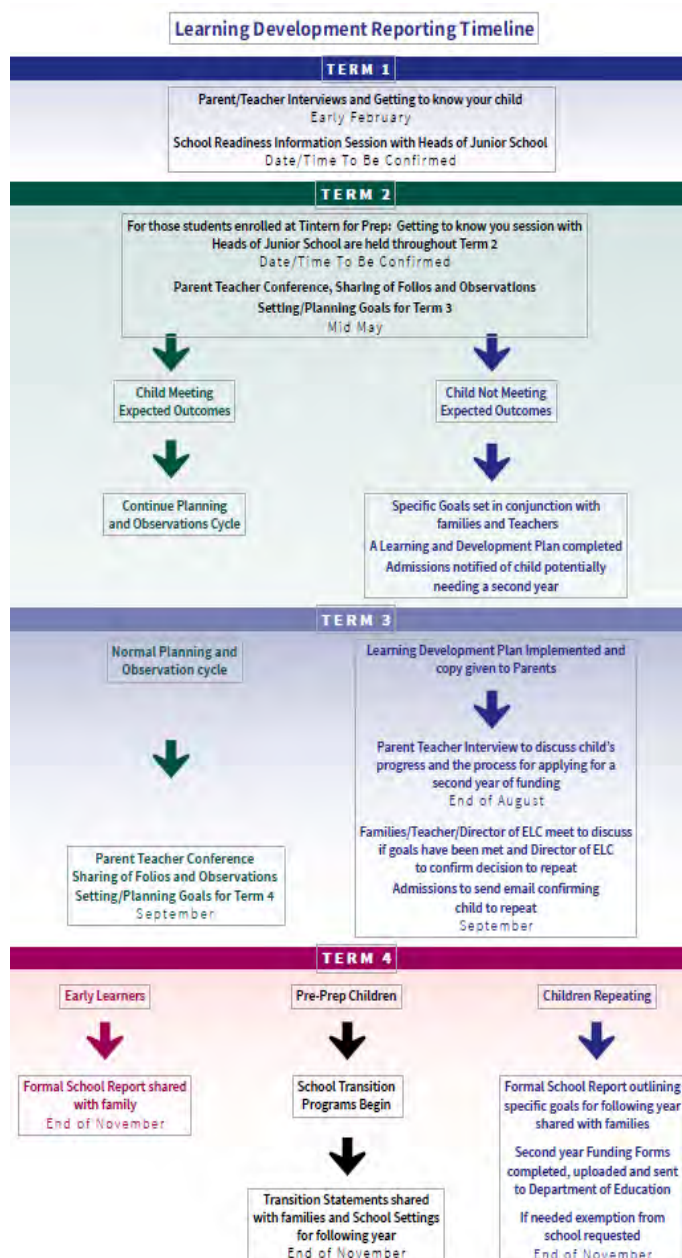 Learning Development Reporting Timeline
TERM 1
Parent/Teacher Interviews and Getting to know your child
Early February
School Readiness Information Session with Heads of Junior School
Date/Time To Be Confirmed
TERM 2
For those students enrolled at Tintern for Prep: Getting to know you session with
Heads of Junior School are held throughout Term 2
Date/Time To Be Confirmed
Parent Teacher Conference, Sharing of Folios and Observations
Setting/Planning Goals for Term 3
Mid May
Child Meeting
Expected Outcomes
Continue Planning
and Observations Cycle
Child Not Meeting
Expected Outcomes
Specific Goals set in conjunction with
families and Teachers
A Learning and Development Plan completed
Admissions notified of child potentially
needing a second year
TERM 3
Normal Planning and
Observation cycle
Parent Teacher Conference
Sharing of Folios and Observations
Setting/Planning Goals for Term 4
September
Learning Development Plan Implemented and
copy given to Parents
Parent Teacher Interview to discuss child's
progress and the process for applying for a
second year of funding
End of August
Families/Teacher/Director of ELC meet to discuss
if goals have been met and Director of ELC
to confirm decision to repeat
Admissions to send email confirming
child to repeat
September
TERM 4
Early Learners
Formal School Report shared
with family
End of November
Pre-Prep Children
School Transition
Programs Begin
Transition Statements shared
with families and School Settings
for following year
End of November
Children Repeating
Formal School Report outlining
specific goals for following year
shared with families
Second year Funding Forms
completed, uploaded and sent
to Department of Education
If needed exemption from
school requested
End of November